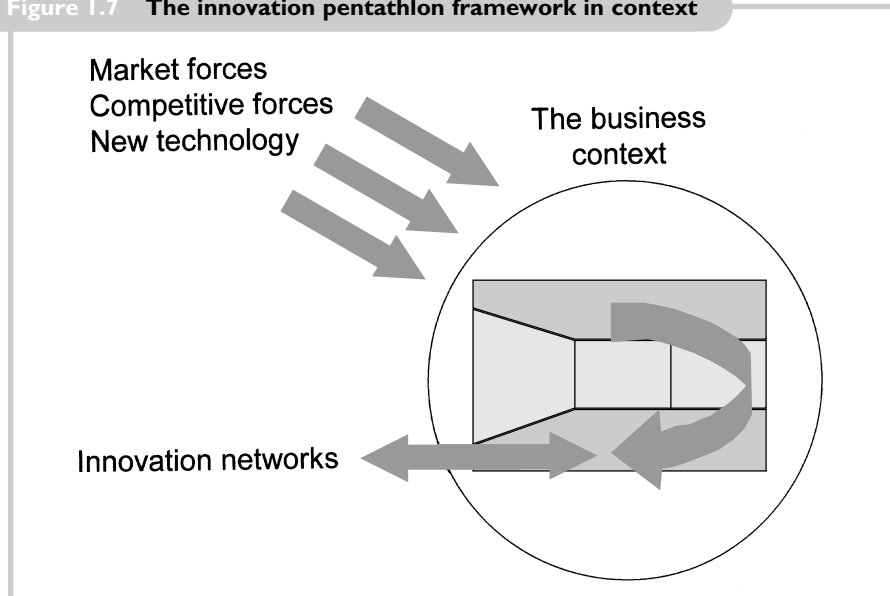 Figure 1.7 The innovation pentathlon framework in context
Market forces
Competitive forces
New technology
The business
context
Innovation networks